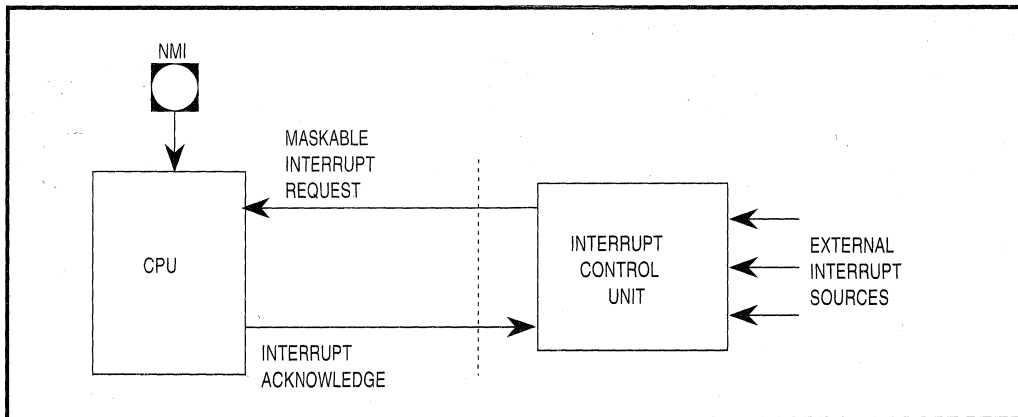 NMI
MASKABLE
INTERRUPT
REQUEST
CPU
INTERRUPT
CONTROL
UNIT
EXTERNAL
INTERRUPT
SOURCES
INTERRUPT
ACKNOWLEDGE